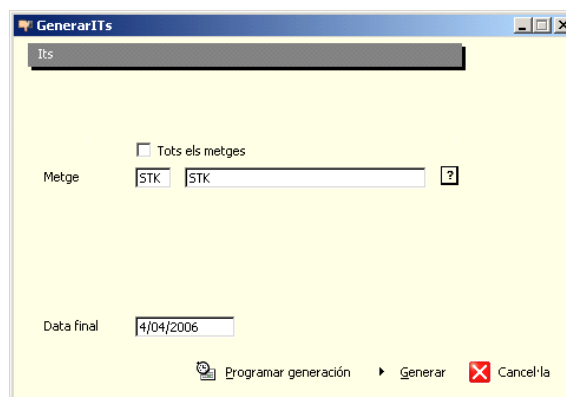 GenerarITs
Its
Tots els metges
Metge STK STK ?
Data final 4/04/2006
Programar generación Generar Cancel·la